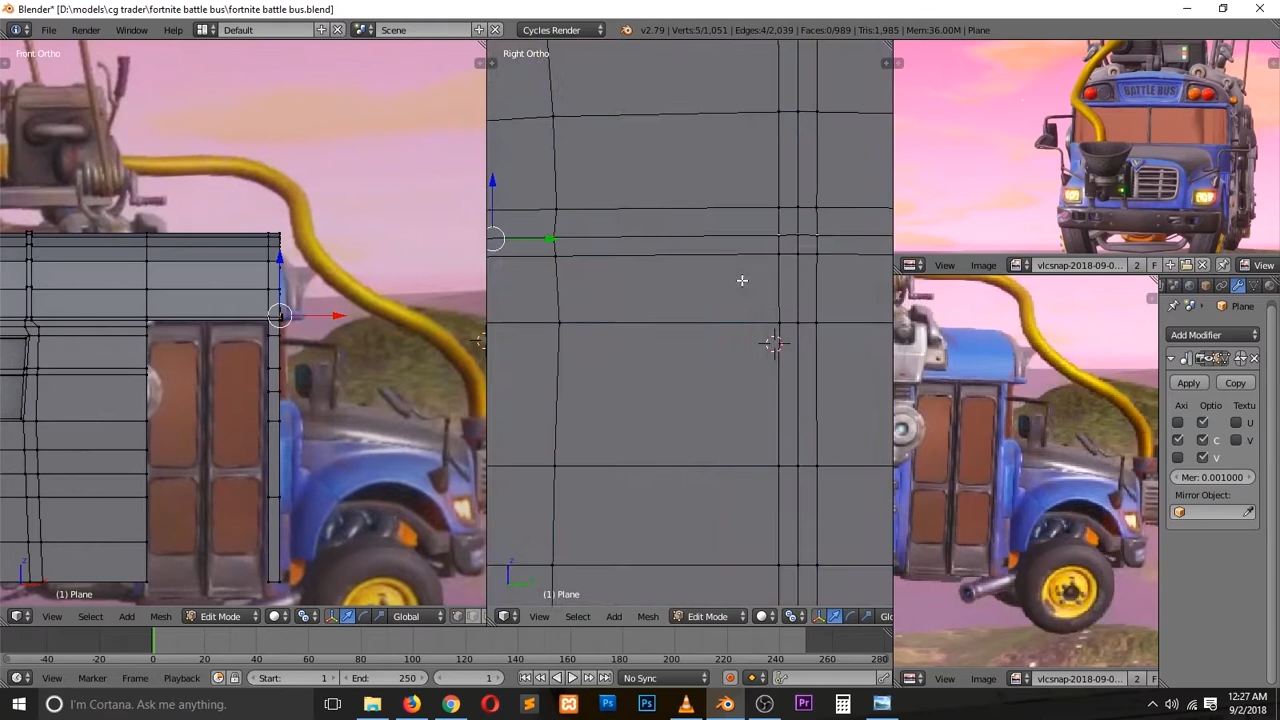 Blender* [D:\models\cg trader\fortnite battle bus\fortnite battle bus.blend]
File Render Window Help Default Scene Cycles Render v2.79 | Verts:5/1,051 | Edges:4/2,039 | Faces:0/989 | Tris:1,985 | Mem:36.00M | Plane
Front Ortho
Right Ortho
BATTLE BUS
View Image vlcsnap-2018-09-0... 2 F View
Plane
Add Modifier
Apply Copy
Axi Optio Textu
U
C V
V
Mer: 0.001000
Mirror Object:
z
z
(1) Plane
(1) Plane
View Select Add Mesh Edit Mode Global
View Select Add Mesh Edit Mode Glo
-40 -20 0 20 40 60 80 100 120 140 160 180 200 220 240 260 280
View Marker Frame Playback Start: 1 End: 250 1 No Sync
View Image vlcsnap-2018-09-0... 2
I'm Cortana. Ask me anything.
12:27 AM
9/2/2018